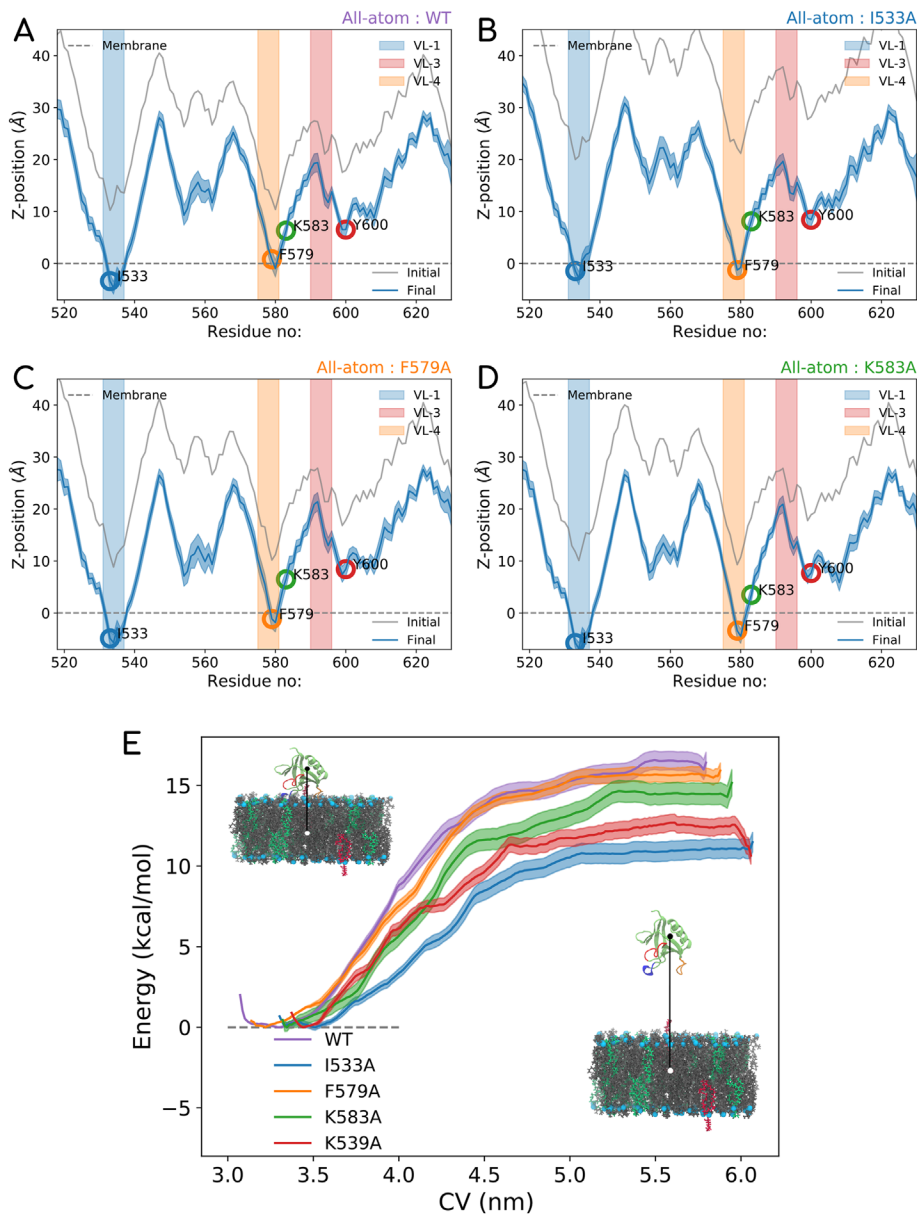 A
All-atom : WT
Membrane
VL-1
VL-3
VL-4
40
30
20
10
0
Z-position (Å)
I533
F579
K583
Y600
Initial
Final
520 540 560 580 600 620
Residue no:
B
All-atom : I533A
Membrane
VL-1
VL-3
VL-4
40
30
20
10
0
Z-position (Å)
I533
F579
K583
Y600
Initial
Final
520 540 560 580 600 620
Residue no:
C
All-atom : F579A
Membrane
VL-1
VL-3
VL-4
40
30
20
10
0
Z-position (Å)
I533
F579
K583
Y600
Initial
Final
520 540 560 580 600 620
Residue no:
D
All-atom : K583A
Membrane
VL-1
VL-3
VL-4
40
30
20
10
0
Z-position (Å)
I533
F579
K583
Y600
Initial
Final
520 540 560 580 600 620
Residue no:
E
15
10
5
0
−5
Energy (kcal/mol)
WT
I533A
F579A
K583A
K539A
3.0 3.5 4.0 4.5 5.0 5.5 6.0
CV (nm)